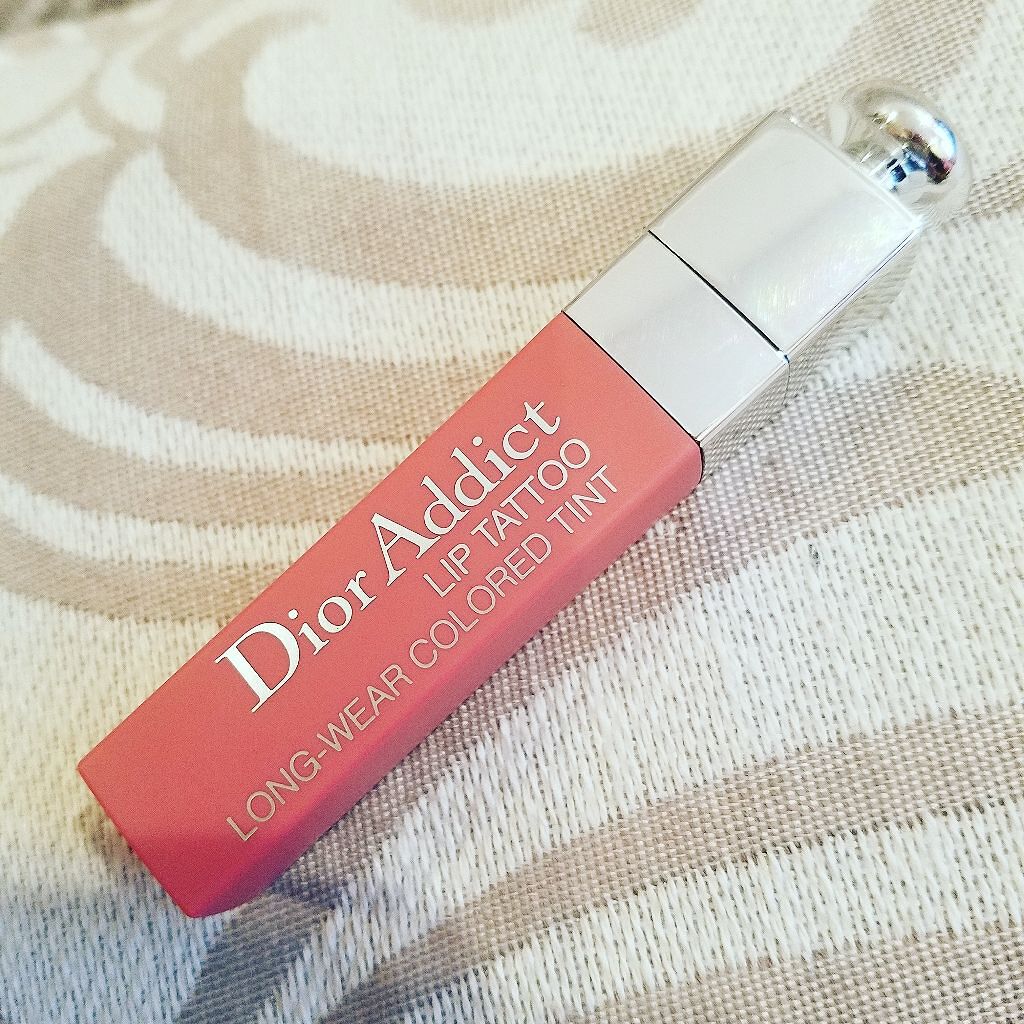 Dior Addict
LIP TATTOO
LONG-WEAR COLORED TINT